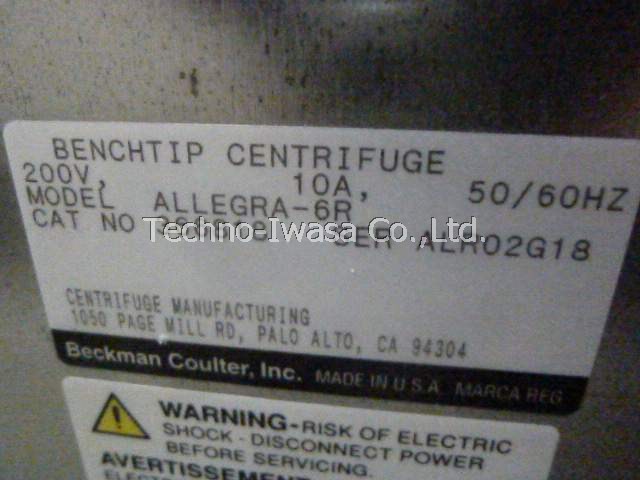 BENCHTIP CENTRIFUGE
200V, 10A, 50/60HZ
MODEL ALLEGRA-6R
CAT NO SER ALR02G18
Techno-Iwasa Co.,Ltd.
CENTRIFUGE MANUFACTURING
1050 PAGE MILL RD, PALO ALTO, CA 94304
Beckman Coulter, Inc. MADE IN U.S.A. MARCA REG
WARNING-RISK OF ELECTRIC
SHOCK - DISCONNECT POWER
BEFORE SERVICING.
AVERTISSEMENT